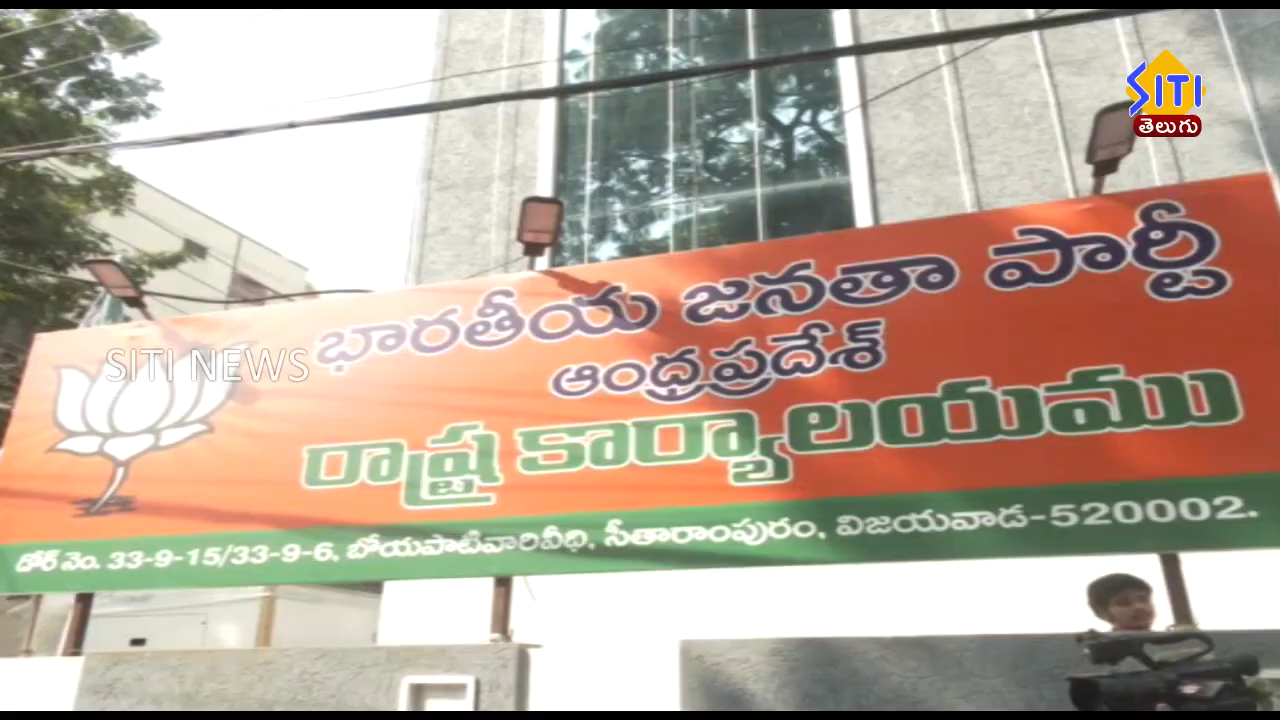 SITI
తెలుగు
భారతీయ జనతా పార్టీ
ఆంధ్రప్రదేశ్
SITI NEWS
రాష్ట్ర కార్యాలయము
డోర్ నెం. 33-9-15/33-9-6, బోయపాటివారివీధి, సీతారాంపురం, విజయవాడ-520002.